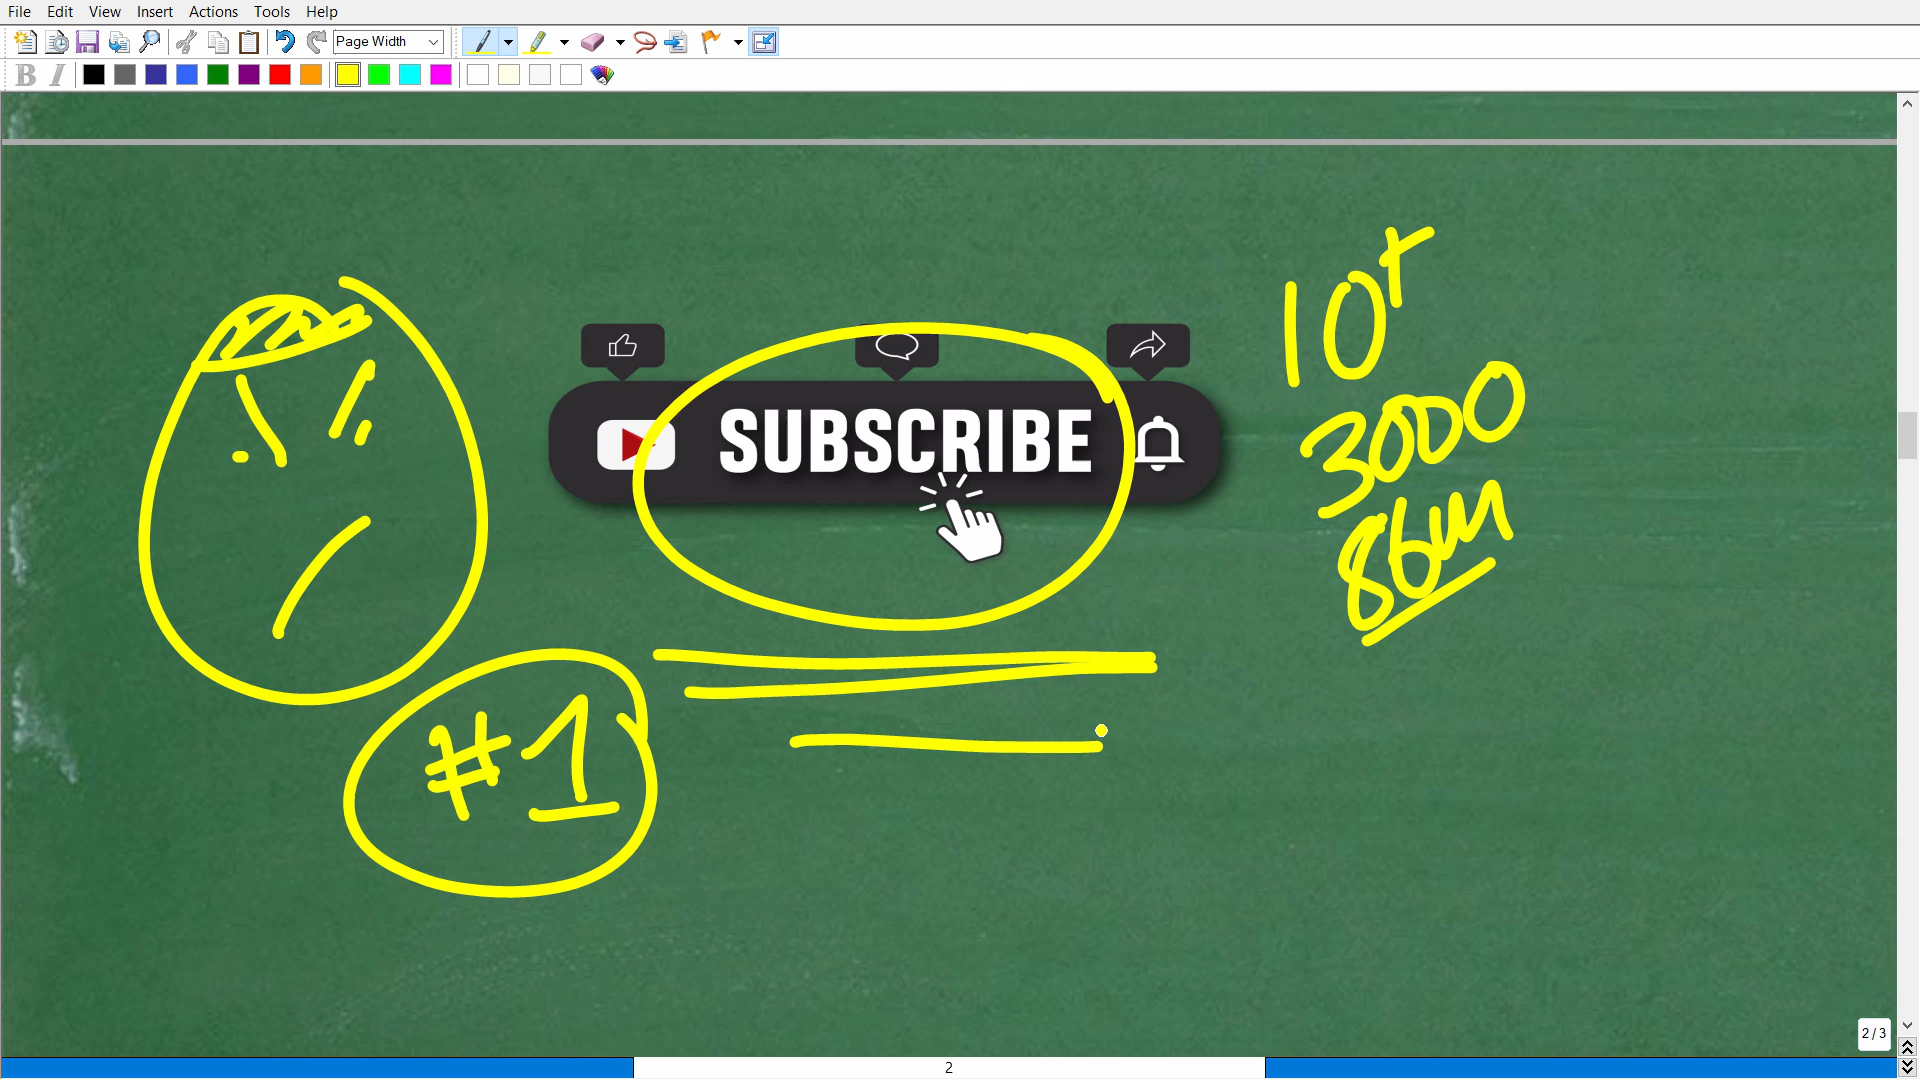 File Edit View Insert Actions Tools Help
Page Width
B I
10+
SUBSCRIBE
3000
86m
#1
2 / 3
2